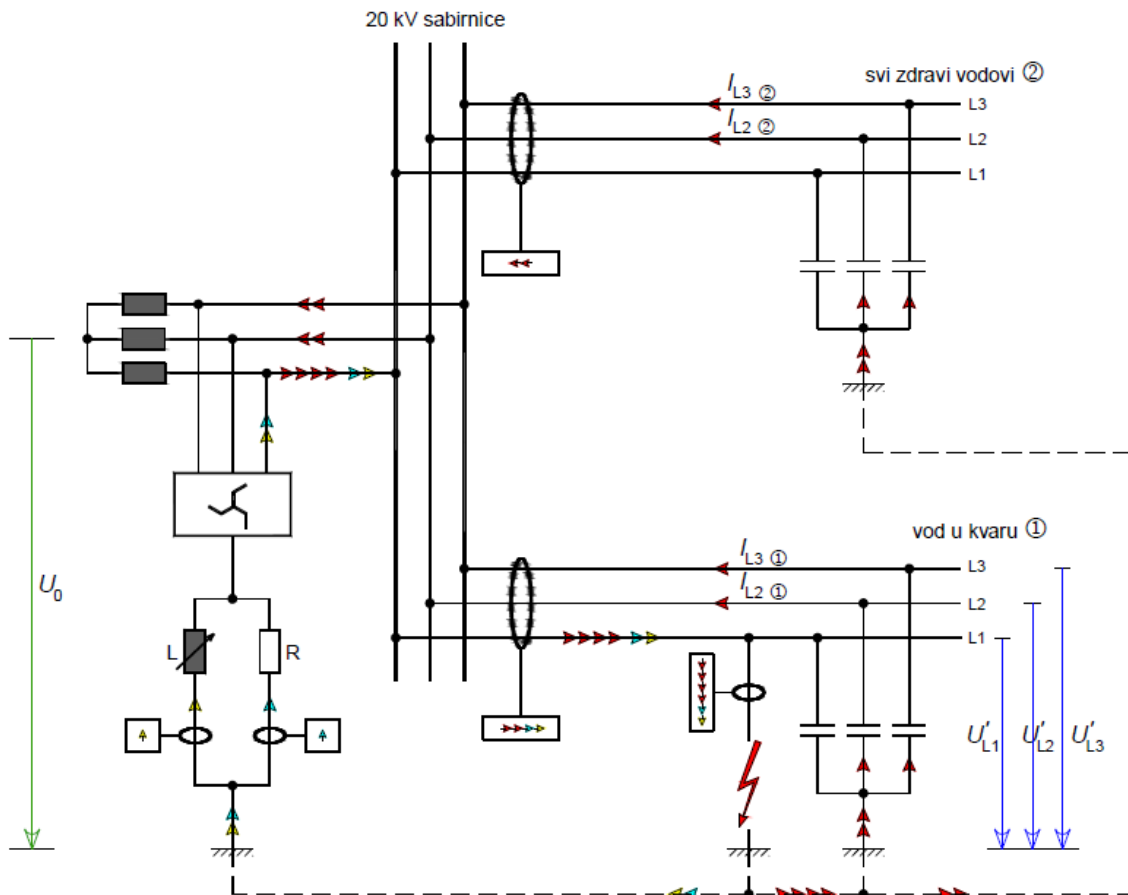 20 kV sabirnice
svi zdravi vodovi ②
I_L3 ②
L3
I_L2 ②
L2
L1
vod u kvaru ①
I_L3 ①
L3
I_L2 ①
L2
L1
U_0
L
R
U'_L1
U'_L2
U'_L3